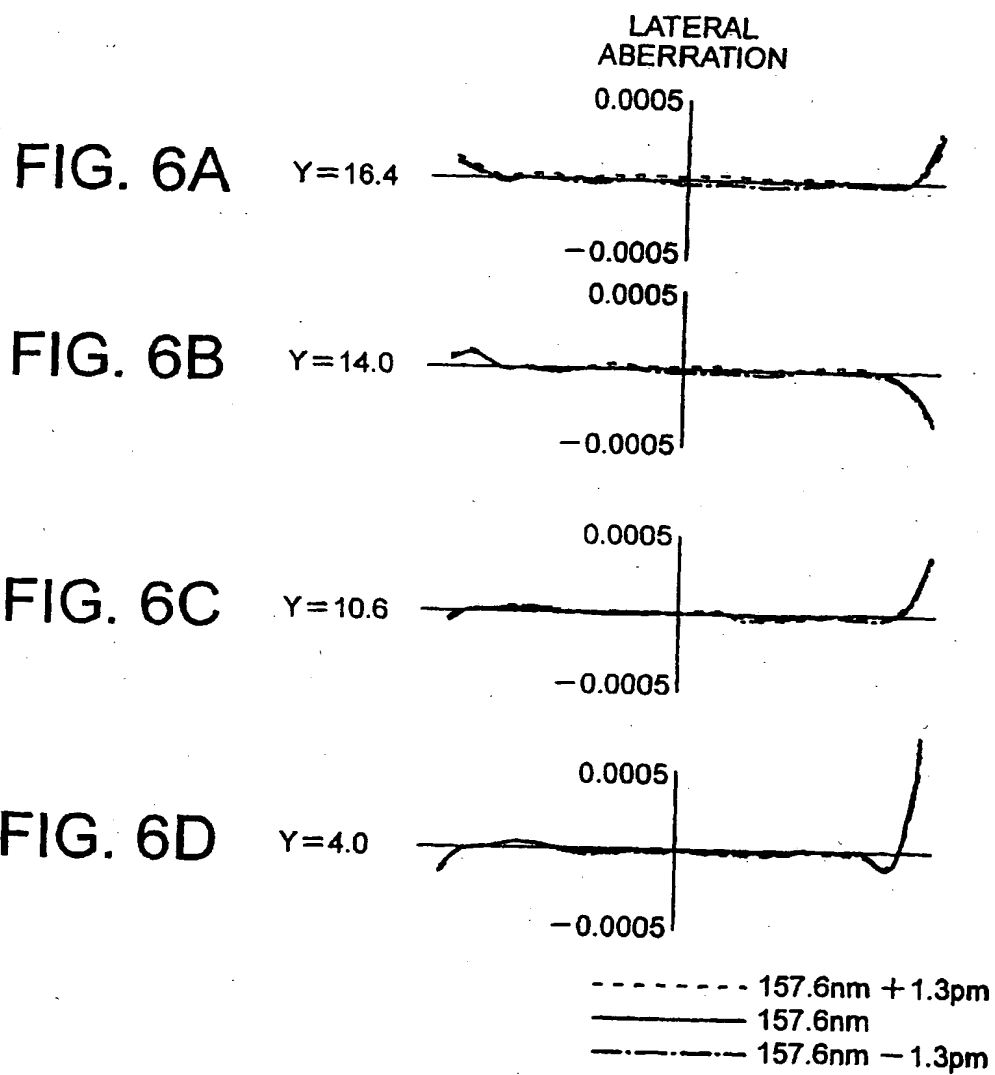 LATERAL
ABERRATION
0.0005
FIG. 6A Y=16.4
−0.0005
0.0005
FIG. 6B Y=14.0
−0.0005
0.0005
FIG. 6C Y=10.6
−0.0005
0.0005
FIG. 6D Y=4.0
−0.0005
157.6nm +1.3pm
157.6nm
157.6nm −1.3pm